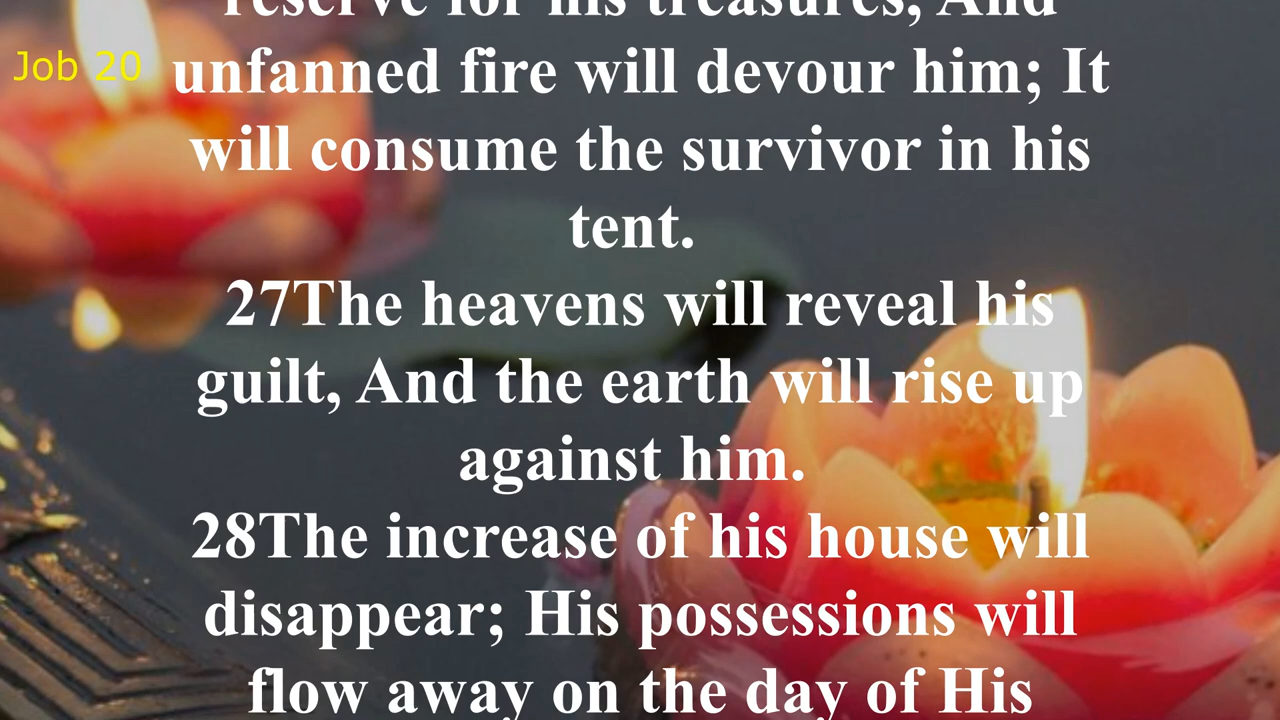 Job 20
reserve for his treasures, And
unfanned fire will devour him; It
will consume the survivor in his
tent.
27The heavens will reveal his
guilt, And the earth will rise up
against him.
28The increase of his house will
disappear; His possessions will
flow away on the day of His